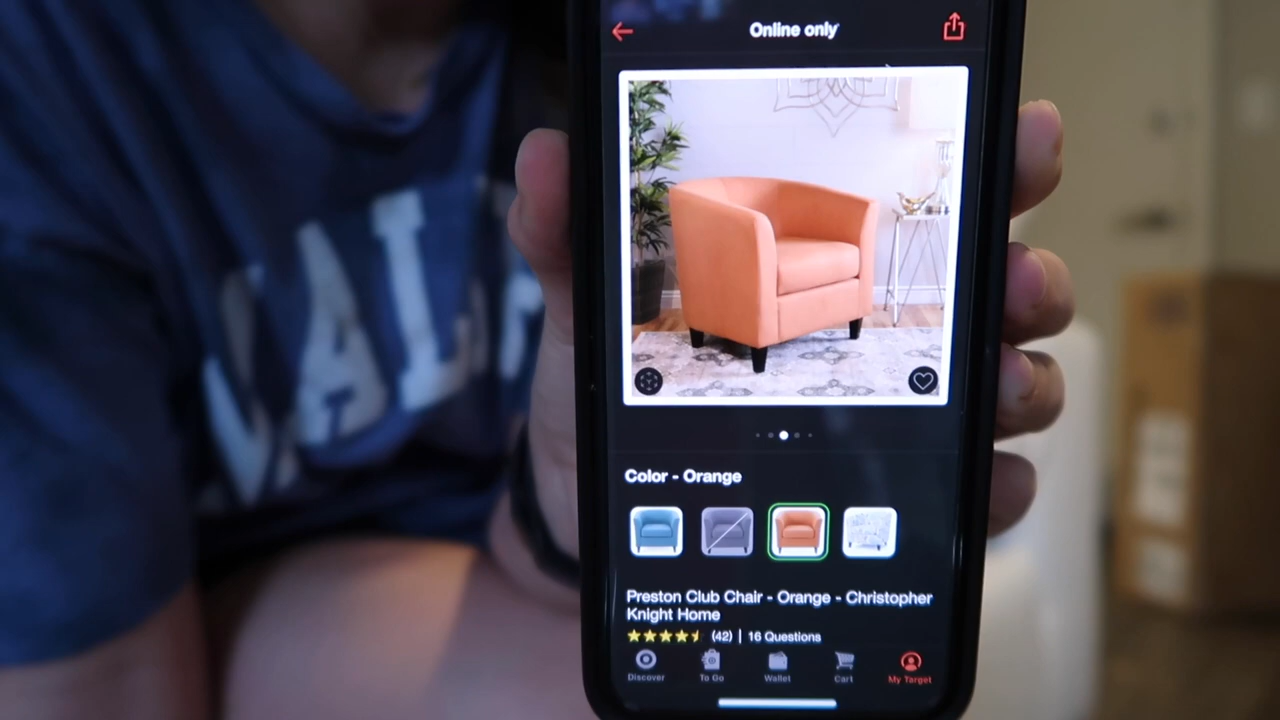 Online only
Color - Orange
Preston Club Chair - Orange - Christopher
Knight Home
(42) | 16 Questions
Discover
To Go
Wallet
Cart
My Target